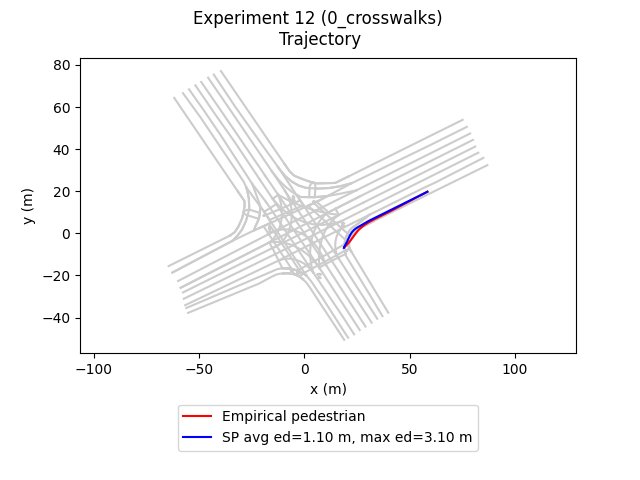 Experiment 12 (0_crosswalks)
Trajectory
80
60
40
20
0
−20
−40
y (m)
−100
−50
0
50
100
x (m)
Empirical pedestrian
SP avg ed=1.10 m, max ed=3.10 m